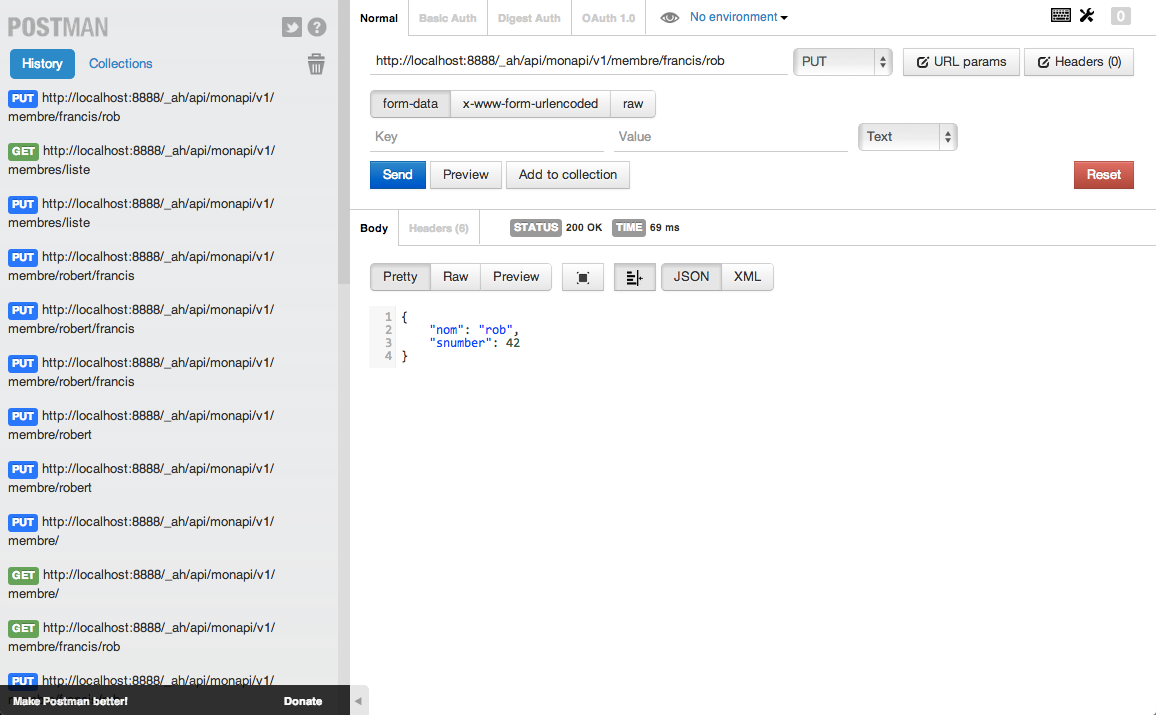 POSTMAN
History Collections
PUT http://localhost:8888/_ah/api/monapi/v1/
membre/francis/rob
GET http://localhost:8888/_ah/api/monapi/v1/
membres/liste
PUT http://localhost:8888/_ah/api/monapi/v1/
membres/liste
PUT http://localhost:8888/_ah/api/monapi/v1/
membre/robert/francis
PUT http://localhost:8888/_ah/api/monapi/v1/
membre/robert/francis
PUT http://localhost:8888/_ah/api/monapi/v1/
membre/robert/francis
PUT http://localhost:8888/_ah/api/monapi/v1/
membre/robert
PUT http://localhost:8888/_ah/api/monapi/v1/
membre/robert
PUT http://localhost:8888/_ah/api/monapi/v1/
membre/
GET http://localhost:8888/_ah/api/monapi/v1/
membre/
GET http://localhost:8888/_ah/api/monapi/v1/
membre/francis/rob
PUT http://localhost:8888/_ah/api/monapi/v1/
Make Postman better! Donate
Normal Basic Auth Digest Auth OAuth 1.0 No environment 0
http://localhost:8888/_ah/api/monapi/v1/membre/francis/rob PUT URL params Headers (0)
form-data x-www-form-urlencoded raw
Key Value Text
Send Preview Add to collection Reset
Body Headers (6) STATUS 200 OK TIME 69 ms
Pretty Raw Preview JSON XML
1 {
2 "nom": "rob",
3 "snumber": 42
4 }